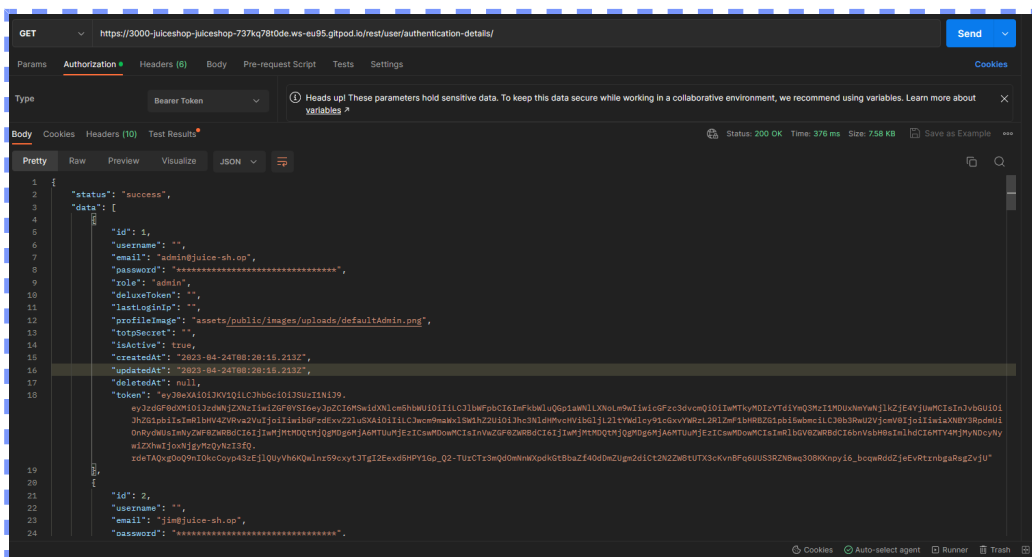 GET https://3000-juiceshop-juiceshop-737kq78t0de.ws-eu95.gitpod.io/rest/user/authentication-details/ Send
Params Authorization Headers (6) Body Pre-request Script Tests Settings Cookies
Type Bearer Token Heads up! These parameters hold sensitive data. To keep this data secure while working in a collaborative environment, we recommend using variables. Learn more about
variables ↗
Body Cookies Headers (10) Test Results Status: 200 OK Time: 376 ms Size: 7.58 KB Save as Example
Pretty Raw Preview Visualize JSON
1 {
2 "status": "success",
3 "data": [
4 {
5 "id": 1,
6 "username": "",
7 "email": "admin@juice-sh.op",
8 "password": "********************************",
9 "role": "admin",
10 "deluxeToken": "",
11 "lastLoginIp": "",
12 "profileImage": "assets/public/images/uploads/defaultAdmin.png",
13 "totpSecret": "",
14 "isActive": true,
15 "createdAt": "2023-04-24T08:20:15.213Z",
16 "updatedAt": "2023-04-24T08:20:15.213Z",
17 "deletedAt": null,
18 "token":
19 },
20 {
21 "id": 2,
22 "username": "",
23 "email": "jim@juice-sh.op",
24 "password": "********************************",
Cookies Auto-select agent Runner Trash